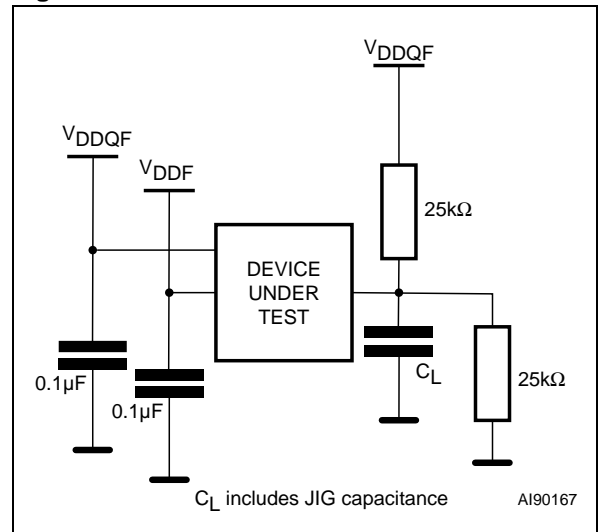 VDDQF
VDDQF
VDDF
25kΩ
DEVICE
UNDER
TEST
0.1µF
0.1µF
CL
25kΩ
CL includes JIG capacitance
AI90167